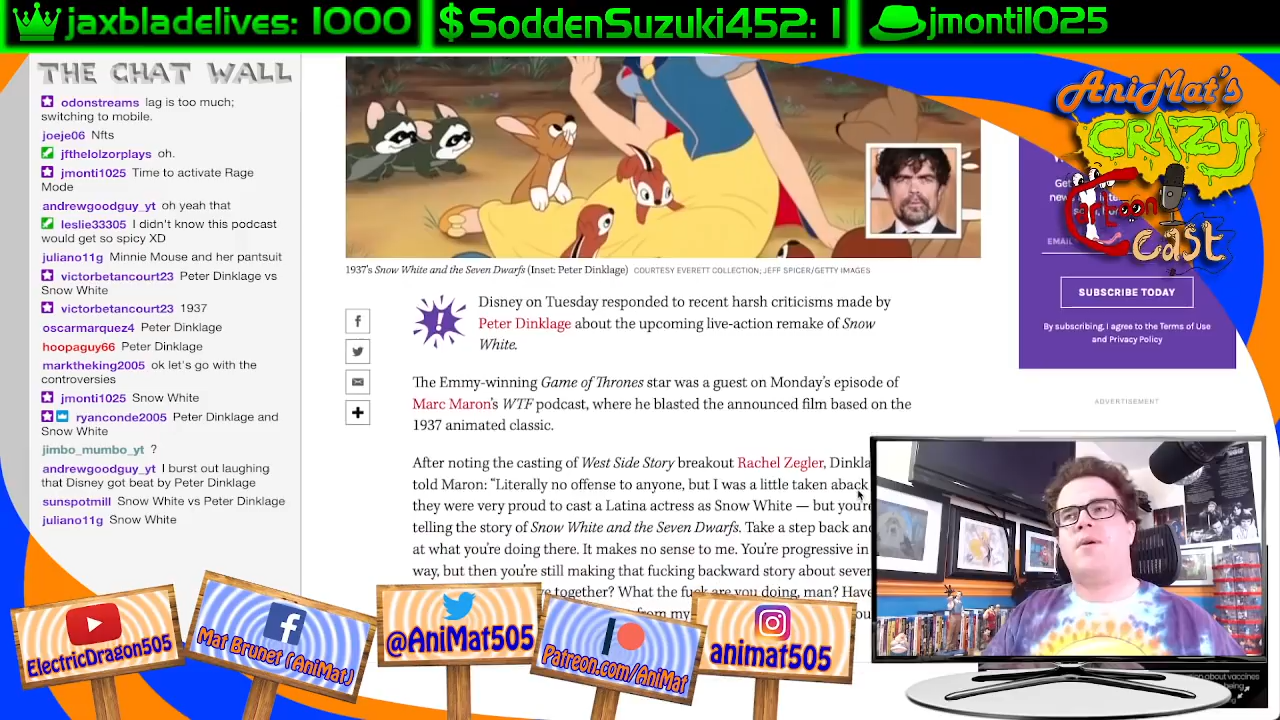 jaxbladelives: 1000
$ SoddenSuzuki452: 1
jmonti1025
THE CHAT WALL
odonstreams lag is too much;
switching to mobile.
joeje06 Nfts
jftheloIzorplays oh.
jmonti1025 Time to activate Rage
Mode
andrewgoodguy_yt oh yeah that
leslie33305 I didn't know this podcast
would get so spicy XD
juliano11g Minnie Mouse and her pantsuit
victorbetancourt23 Peter Dinklage vs
Snow White
victorbetancourt23 1937
oscarmarquez4 Peter Dinklage
hoopaguy66 Peter Dinklage
marktheking2005 ok let's go with the
controversies
jmonti1025 Snow White
ryanconde2005 Peter Dinklage and
Snow White
jimbo_mumbo_yt ?
andrewgoodguy_yt I burst out laughing
that Disney got beat by Peter Dinklage
sunspotmill Snow White vs Peter Dinklage
juliano11g Snow White
1937's Snow White and the Seven Dwarfs (Inset: Peter Dinklage) COURTESY EVERETT COLLECTION; JEFF SPICER/GETTY IMAGES
Disney on Tuesday responded to recent harsh criticisms made by
Peter Dinklage about the upcoming live-action remake of Snow
White.
The Emmy-winning Game of Thrones star was a guest on Monday's episode of
Marc Maron's WTF podcast, where he blasted the announced film based on the
1937 animated classic.
After noting the casting of West Side Story breakout Rachel Zegler, Dinkla
told Maron: “Literally no offense to anyone, but I was a little taken aback
they were very proud to cast a Latina actress as Snow White — but you're
telling the story of Snow White and the Seven Dwarfs. Take a step back and
at what you're doing there. It makes no sense to me. You're progressive in
way, but then you're still making that fucking backward story about seven
together? What the fuck are you doing, man? Have
from my
AniMat's
CRAZY
Cartoon
Cast
Get
EMAIL
SUBSCRIBE TODAY
By subscribing, I agree to the Terms of Use
and Privacy Policy
ADVERTISEMENT
ElectricDragon505
Mat Brunet (AniMat)
@AniMat505
Patreon.com/AniMat
animat505
about vaccines
being